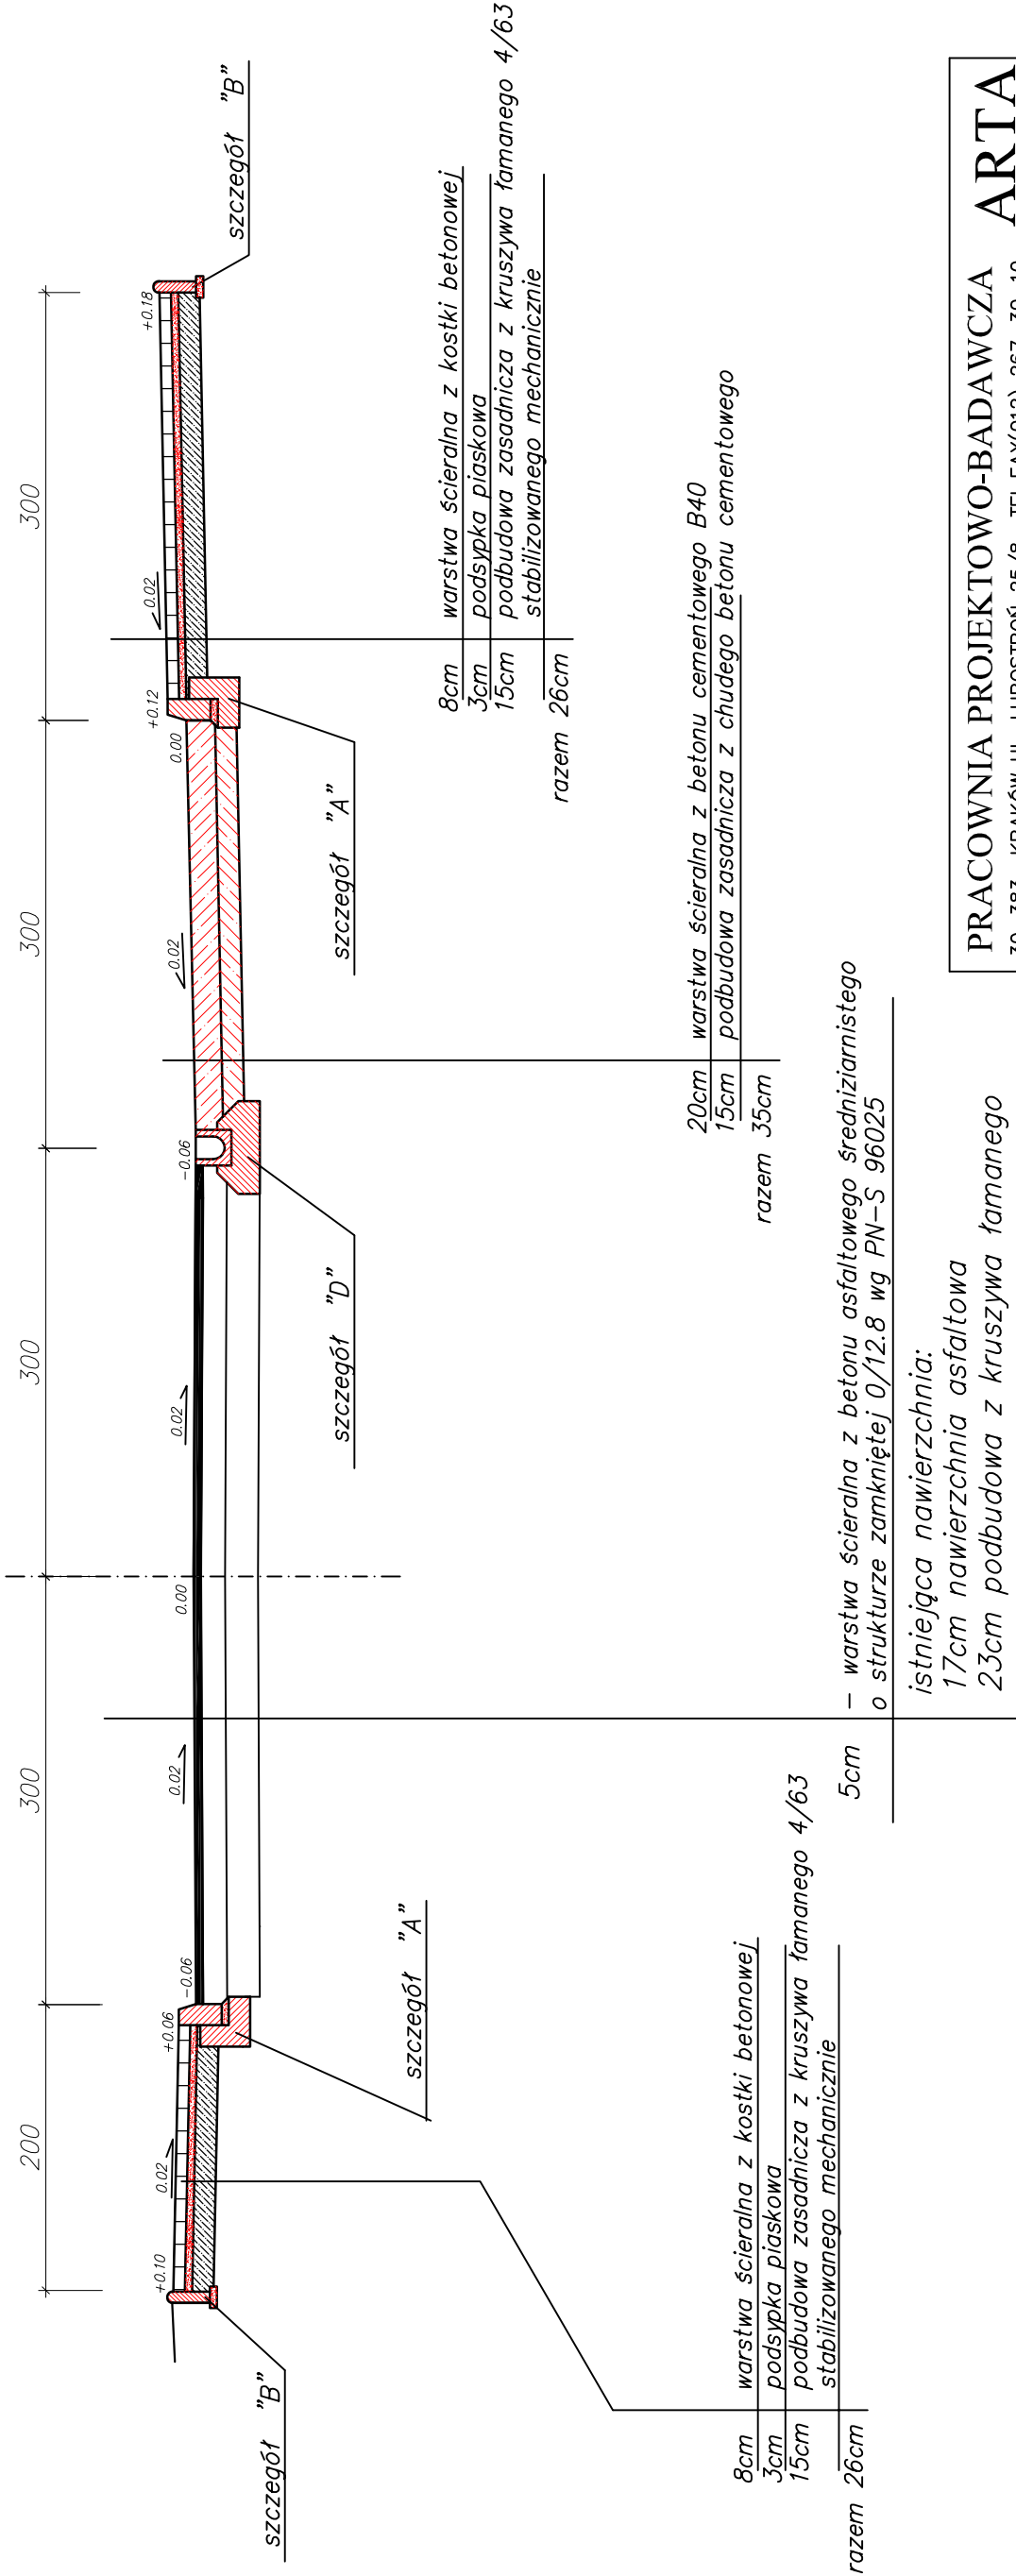 200
300
300
300
300
+0.10
0.02
+0.06
-0.06
0.02
0.00
0.02
-0.06
0.02
0.00
+0.12
0.02
+0.18
szczegół "B"
szczegół "A"
szczegół "D"
szczegół "A"
szczegół "B"
8cm warstwa ścieralna z kostki betonowej
3cm podsypka piaskowa
15cm podbudowa zasadnicza z kruszywa łamanego 4/63
stabilizowanego mechanicznie
razem 26cm
20cm warstwa ścieralna z betonu cementowego B40
15cm podbudowa zasadnicza z chudego betonu cementowego
razem 35cm
8cm warstwa ścieralna z kostki betonowej
3cm podsypka piaskowa
15cm podbudowa zasadnicza z kruszywa łamanego 4/63
stabilizowanego mechanicznie
razem 26cm
5cm – warstwa ścieralna z betonu asfaltowego średniziarnistego
o strukturze zamkniętej 0/12.8 wg PN-S 96025
istniejąca nawierzchnia:
17cm nawierzchnia asfaltowa
23cm podbudowa z kruszywa łamanego
PRACOWNIA PROJEKTOWO-BADAWCZA ARTA